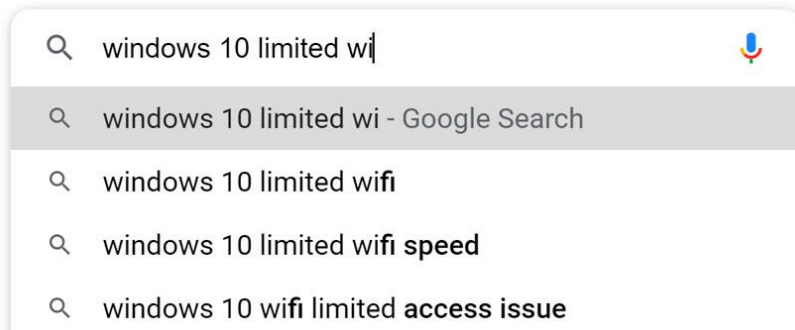 windows 10 limited wi
windows 10 limited wi - Google Search
windows 10 limited wifi
windows 10 limited wifi speed
windows 10 wifi limited access issue